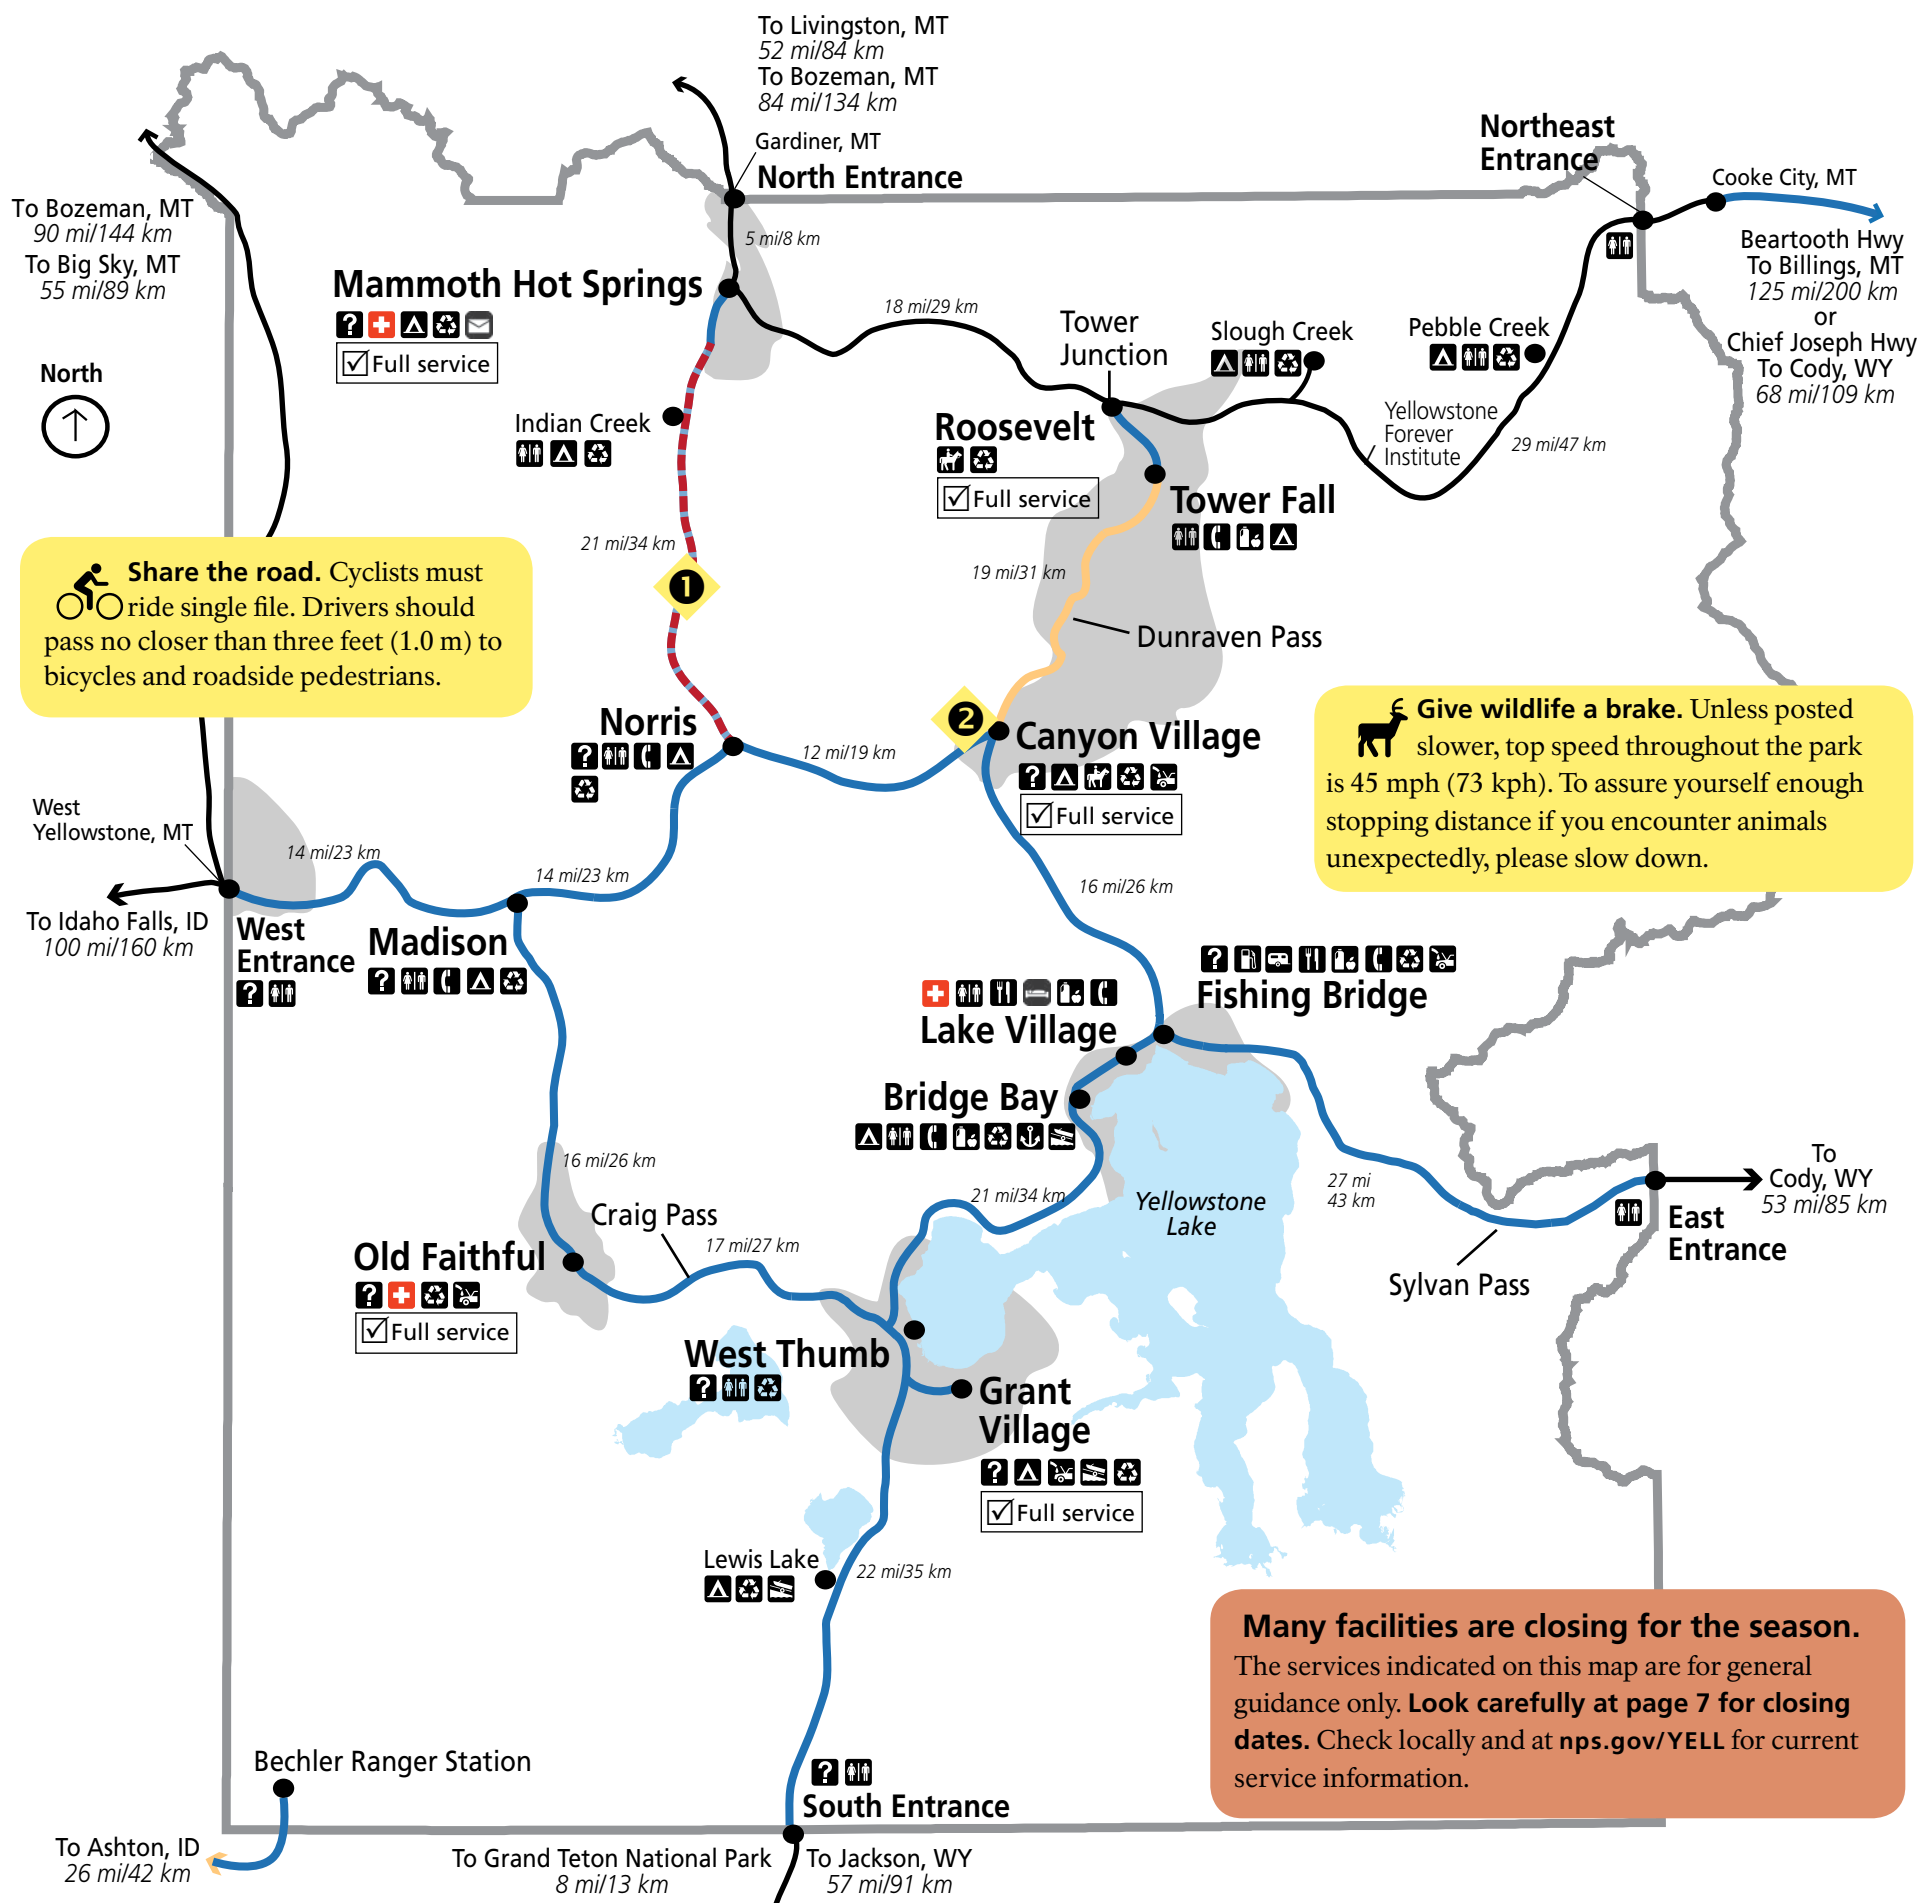 To Livingston, MT
52 mi/84 km
To Bozeman, MT
84 mi/134 km
Gardiner, MT
North Entrance
Northeast
Entrance
Cooke City, MT
To Bozeman, MT
90 mi/144 km
To Big Sky, MT
55 mi/89 km
5 mi/8 km
Beartooth Hwy
To Billings, MT
125 mi/200 km
or
Chief Joseph Hwy
To Cody, WY
68 mi/109 km
Mammoth Hot Springs
?
Full service
18 mi/29 km
Tower
Junction
Slough Creek
Pebble Creek
North
Indian Creek
Roosevelt
Full service
Yellowstone
Forever
Institute
29 mi/47 km
Tower Fall
21 mi/34 km
19 mi/31 km
Share the road. Cyclists must
ride single file. Drivers should
pass no closer than three feet (1.0 m) to
bicycles and roadside pedestrians.
1
Dunraven Pass
Norris
?
2
Canyon Village
?
Full service
12 mi/19 km
Give wildlife a brake. Unless posted
slower, top speed throughout the park
is 45 mph (73 kph). To assure yourself enough
stopping distance if you encounter animals
unexpectedly, please slow down.
West
Yellowstone, MT
14 mi/23 km
14 mi/23 km
16 mi/26 km
To Idaho Falls, ID
100 mi/160 km
West
Entrance
?
Madison
?
?
Fishing Bridge
Lake Village
Bridge Bay
16 mi/26 km
21 mi/34 km
Yellowstone
Lake
27 mi
43 km
To
Cody, WY
53 mi/85 km
East
Entrance
Sylvan Pass
Craig Pass
17 mi/27 km
Old Faithful
?
Full service
West Thumb
?
Grant
Village
?
Full service
Lewis Lake
22 mi/35 km
Many facilities are closing for the season.
The services indicated on this map are for general
guidance only. Look carefully at page 7 for closing
dates. Check locally and at nps.gov/YELL for current
service information.
Bechler Ranger Station
?
South Entrance
To Ashton, ID
26 mi/42 km
To Grand Teton National Park
8 mi/13 km
To Jackson, WY
57 mi/91 km